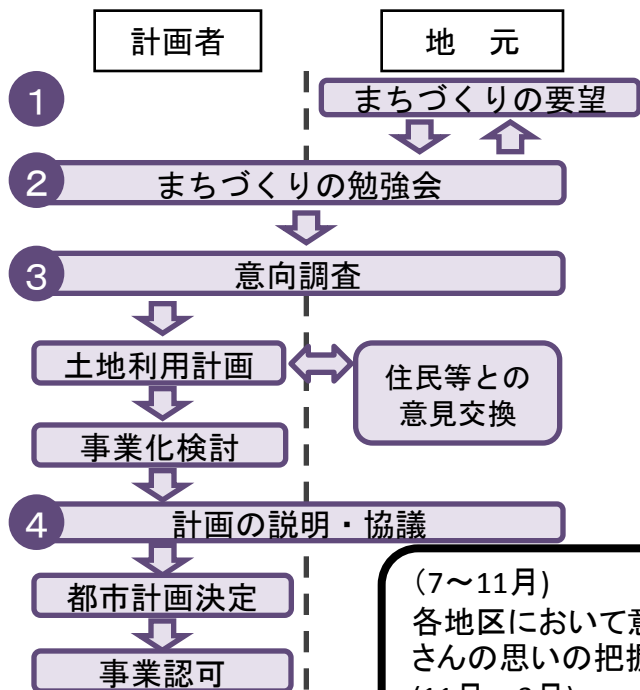 計画者
地　元
1
まちづくりの要望
2
まちづくりの勉強会
3
意向調査
土地利用計画
住民等との
意見交換
事業化検討
4
計画の説明・協議
都市計画決定
事業認可
（7～11月)
各地区において意
さんの思いの把握